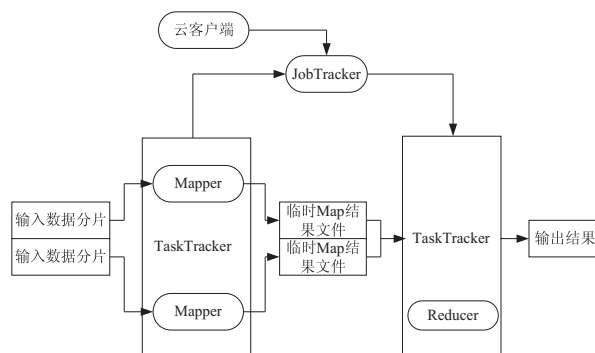 云客户端
JobTracker
Mapper
输入数据分片
输入数据分片
TaskTracker
Mapper
临时Map结
果文件
临时Map结
果文件
TaskTracker
Reducer
输出结果